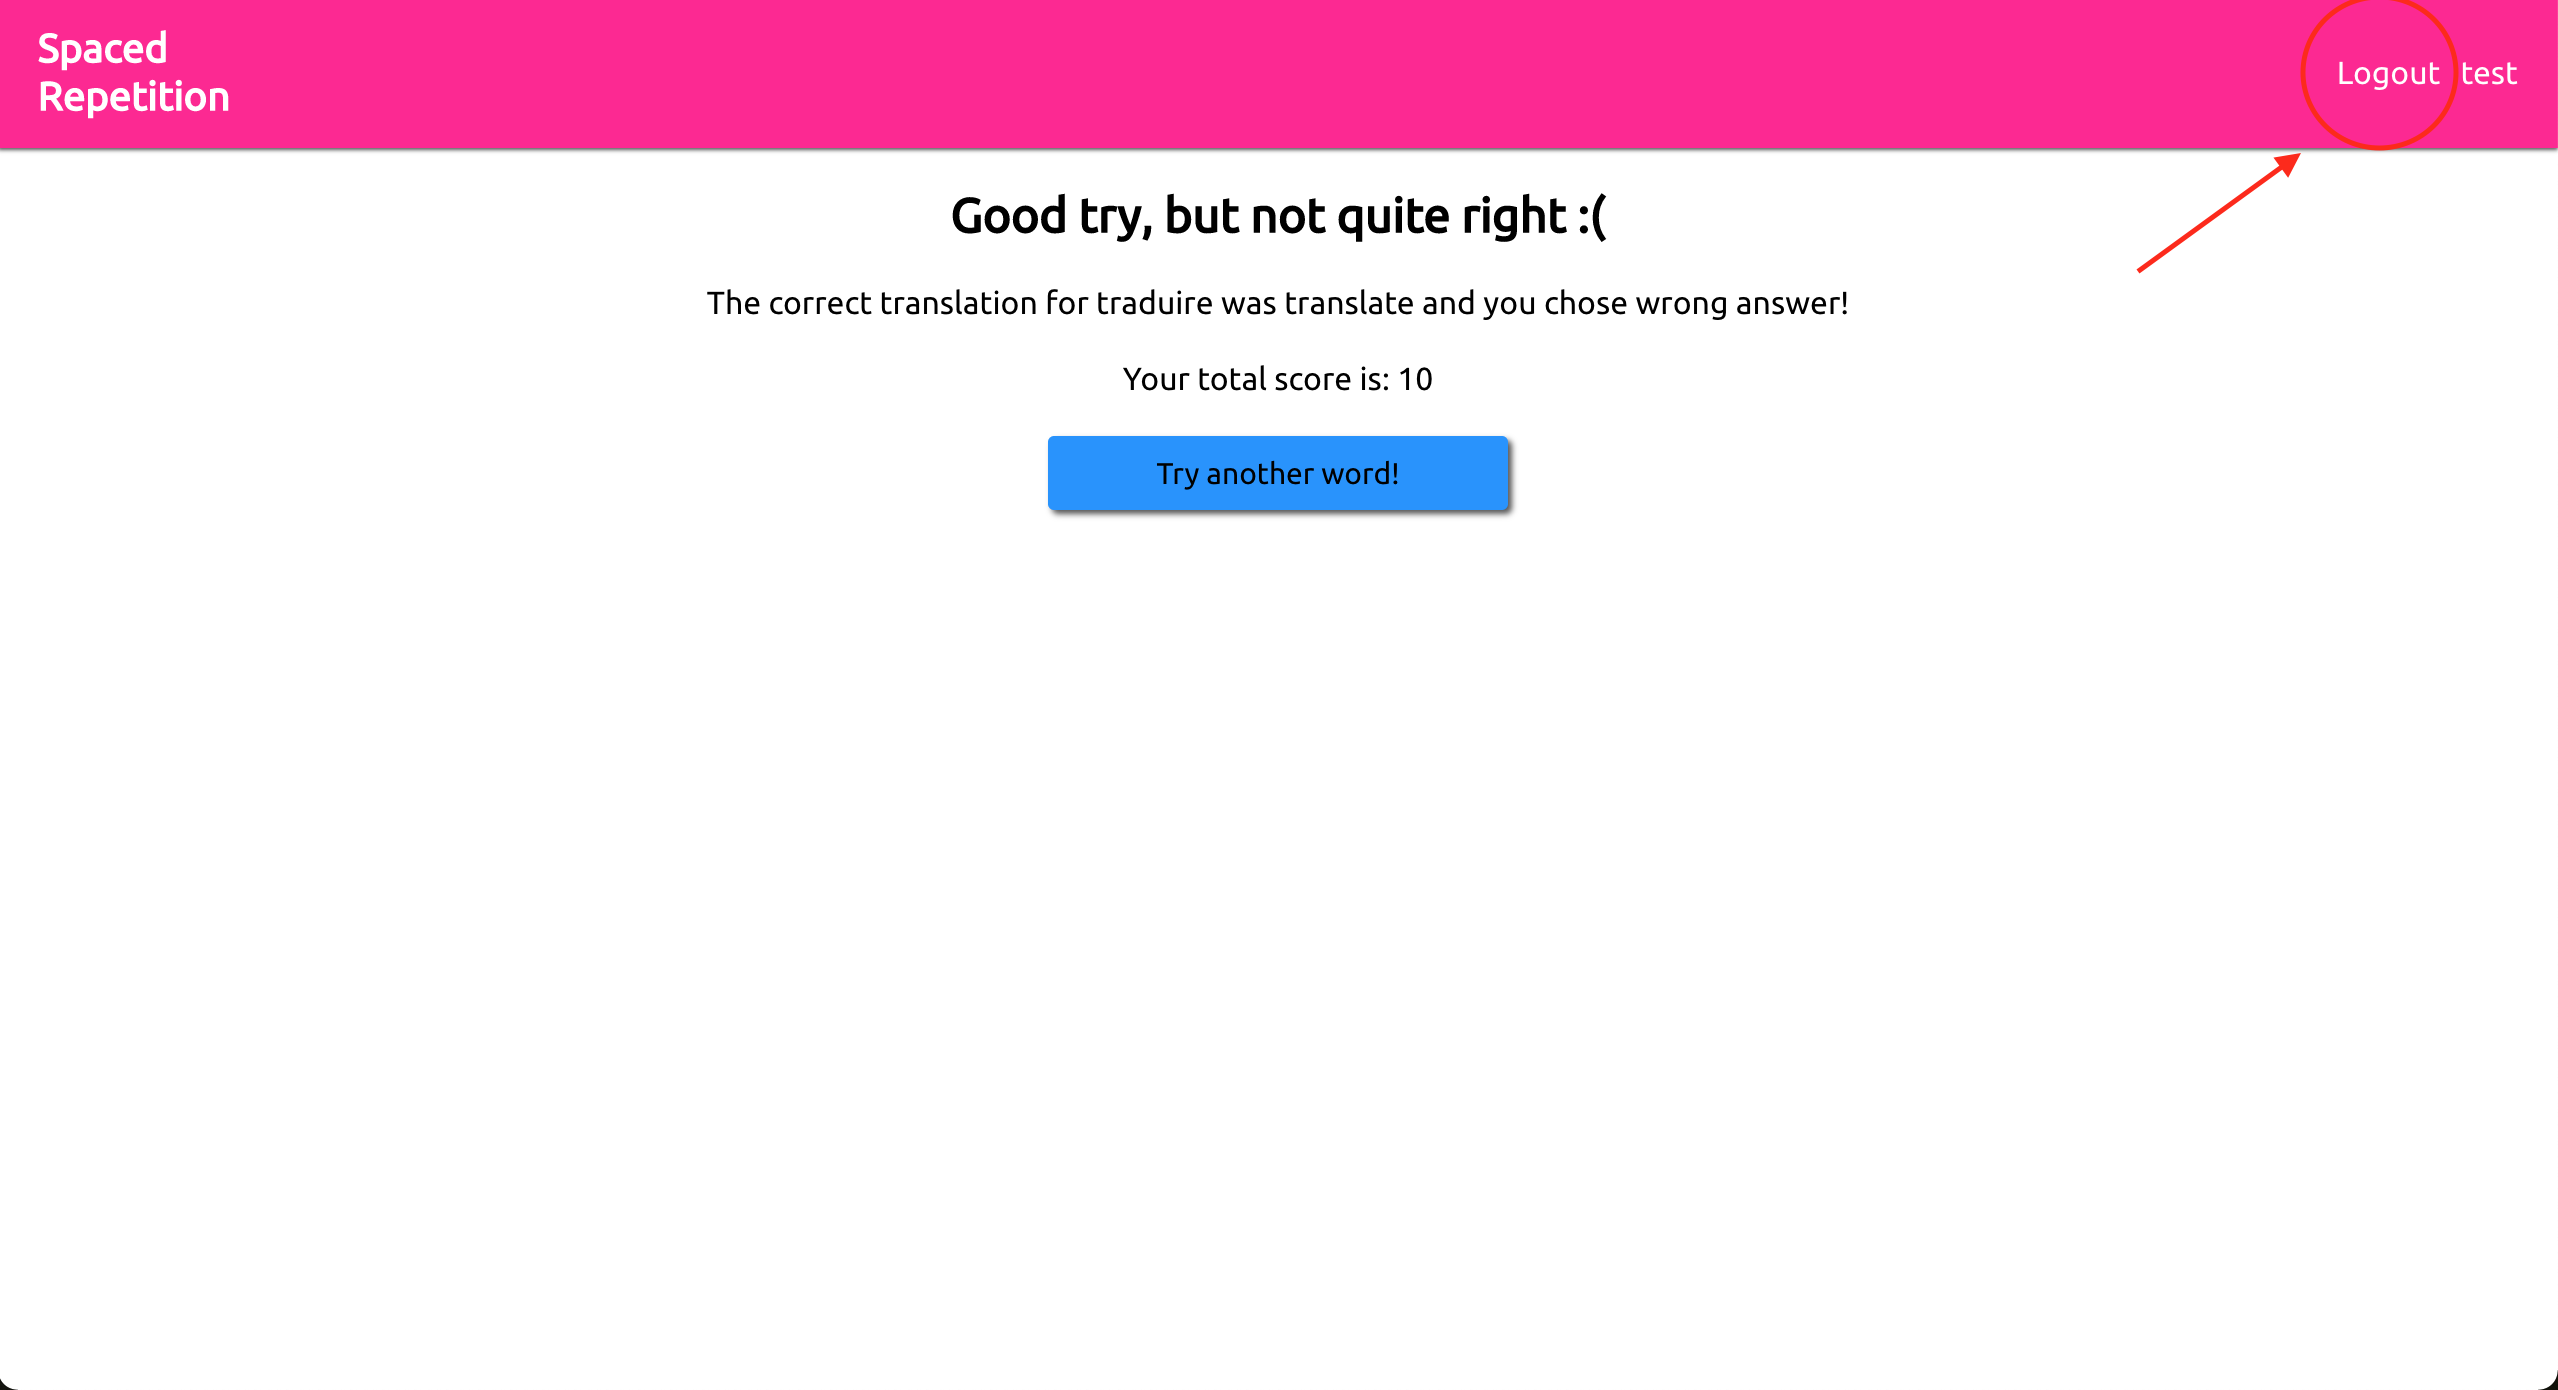 Spaced
Repetition
Logout test
Good try, but not quite right :(
The correct translation for traduire was translate and you chose wrong answer!
Your total score is: 10
Try another word!